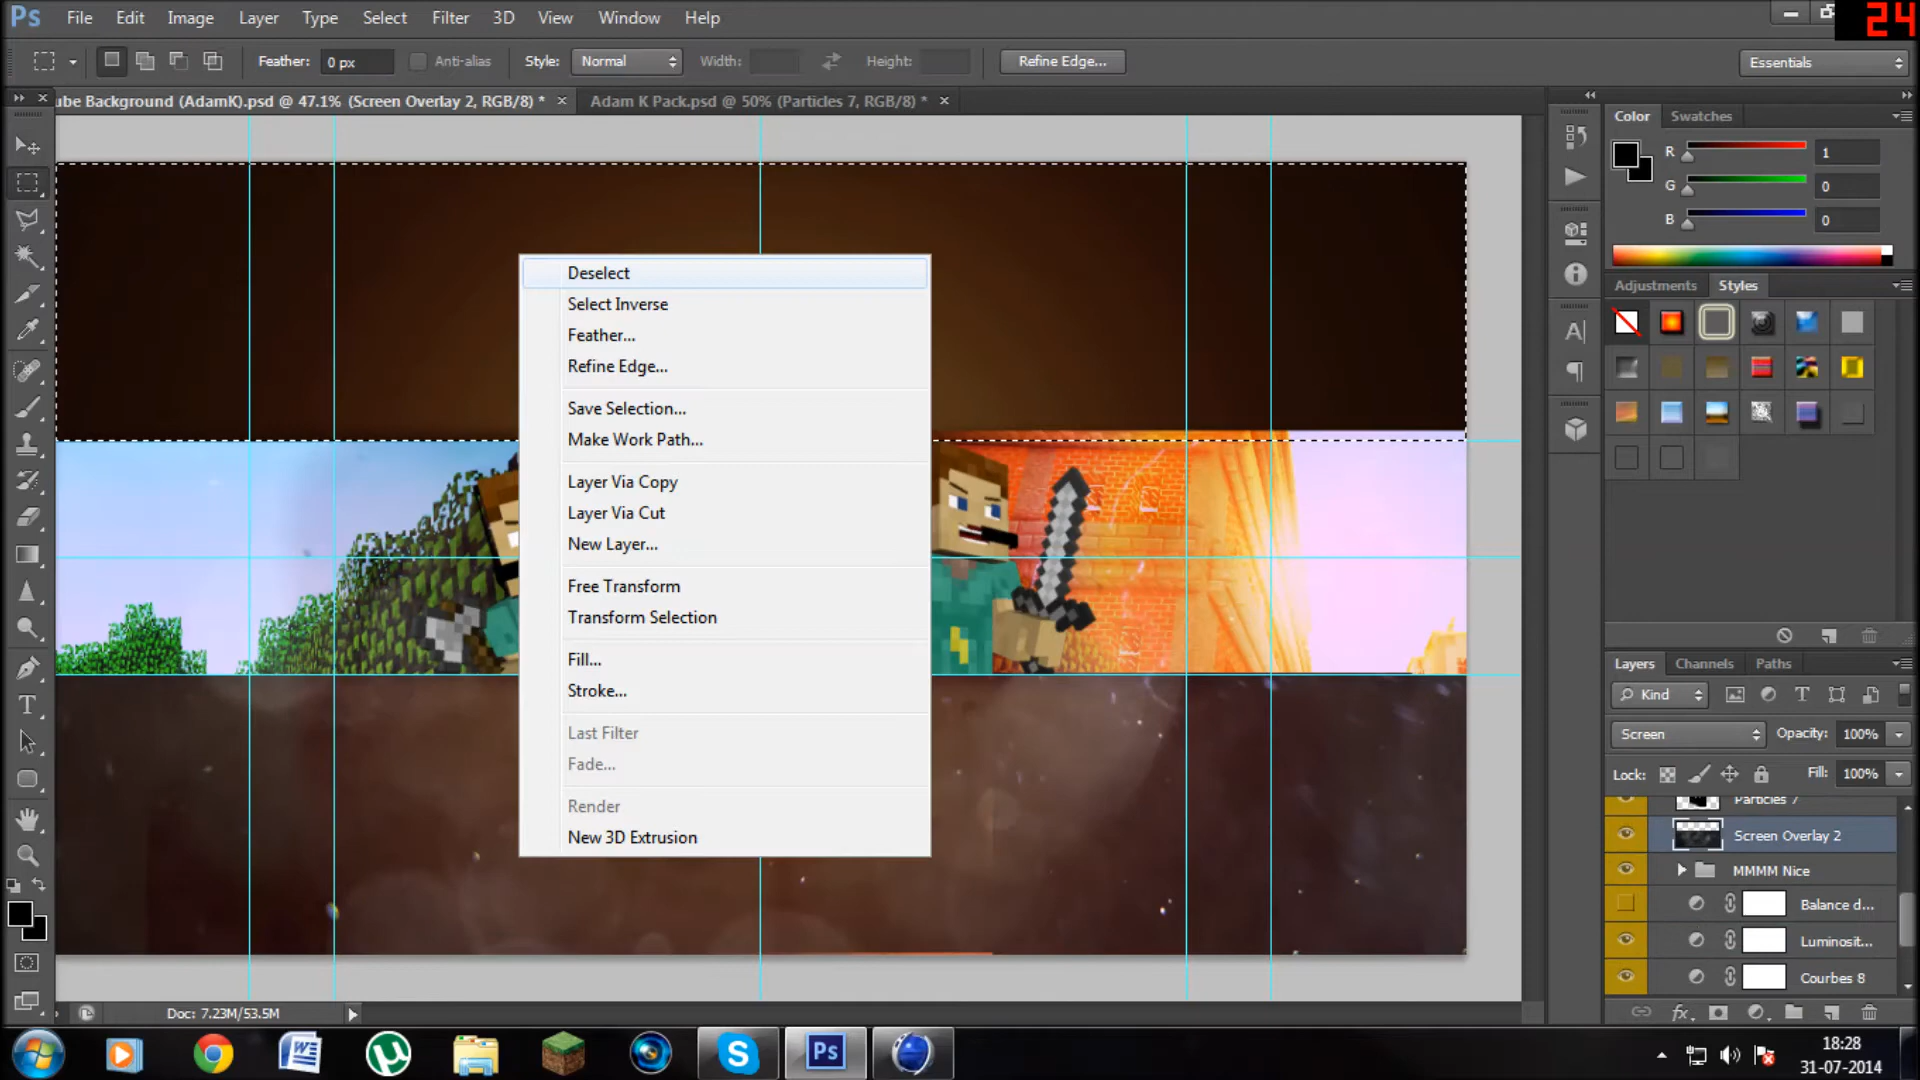 Ps File Edit Image Layer Type Select Filter 3D View Window Help
24
Feather: 0 px Anti-alias Style: Normal Width: Height: Refine Edge... Essentials
ube Background (AdamK).psd @ 47.1% (Screen Overlay 2, RGB/8) * Adam K Pack.psd @ 50% (Particles 7, RGB/8) *
Color Swatches
R 1
G 0
B 0
Adjustments Styles
Deselect
Select Inverse
Feather...
Refine Edge...
Save Selection...
Make Work Path...
Layer Via Copy
Layer Via Cut
New Layer...
Free Transform
Transform Selection
Fill...
Stroke...
Last Filter
Fade...
Render
New 3D Extrusion
Layers Channels Paths
Kind
Screen Opacity: 100%
Lock: Fill: 100%
Particles 7
Screen Overlay 2
MMMM Nice
Balance d...
Luminosit...
Courbes 8
Doc: 7.23M/53.5M
Ps
18:28
31-07-2014